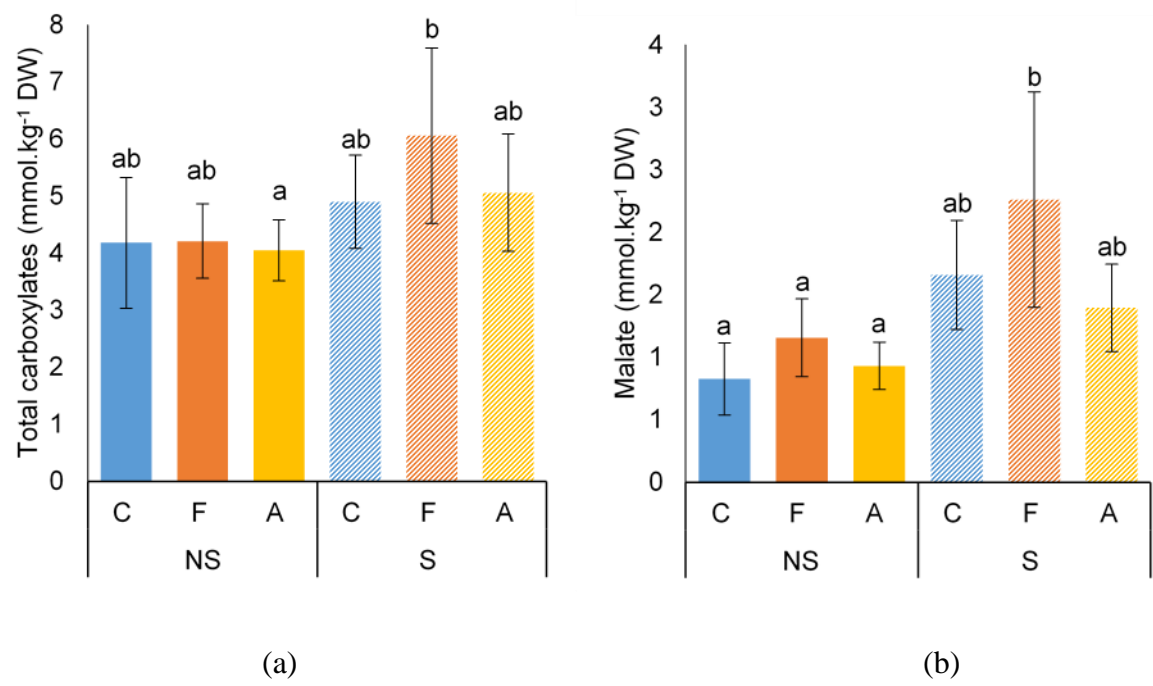 Total carboxylates (mmol.kg⁻¹ DW)
8
7
6
5
4
3
2
1
0
ab
ab
a
ab
b
ab
C F A C F A
NS S
(a)
Malate (mmol.kg⁻¹ DW)
4
3
3
2
2
1
1
0
a
a
a
ab
b
ab
C F A C F A
NS S
(b)